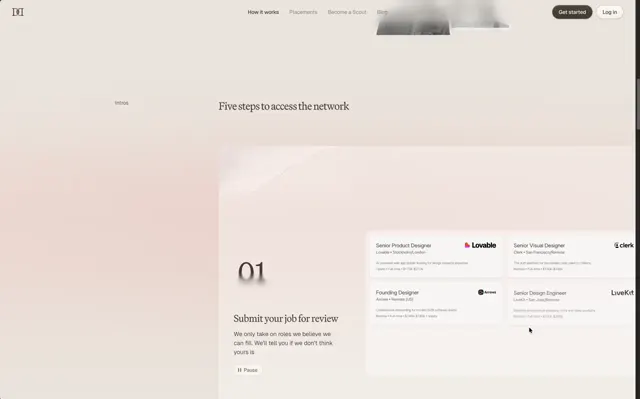 How it works
Placements
Become a Scout
Blog
Get started
Log in
Intros
Five steps to access the network
01
Submit your job for review
We only take on roles we believe we
can fill. We'll tell you if we don't think
yours is
Pause
Senior Product Designer
Lovable
Senior Visual Designer
clerk
Founding Designer
Senior Design Engineer
LiveKit